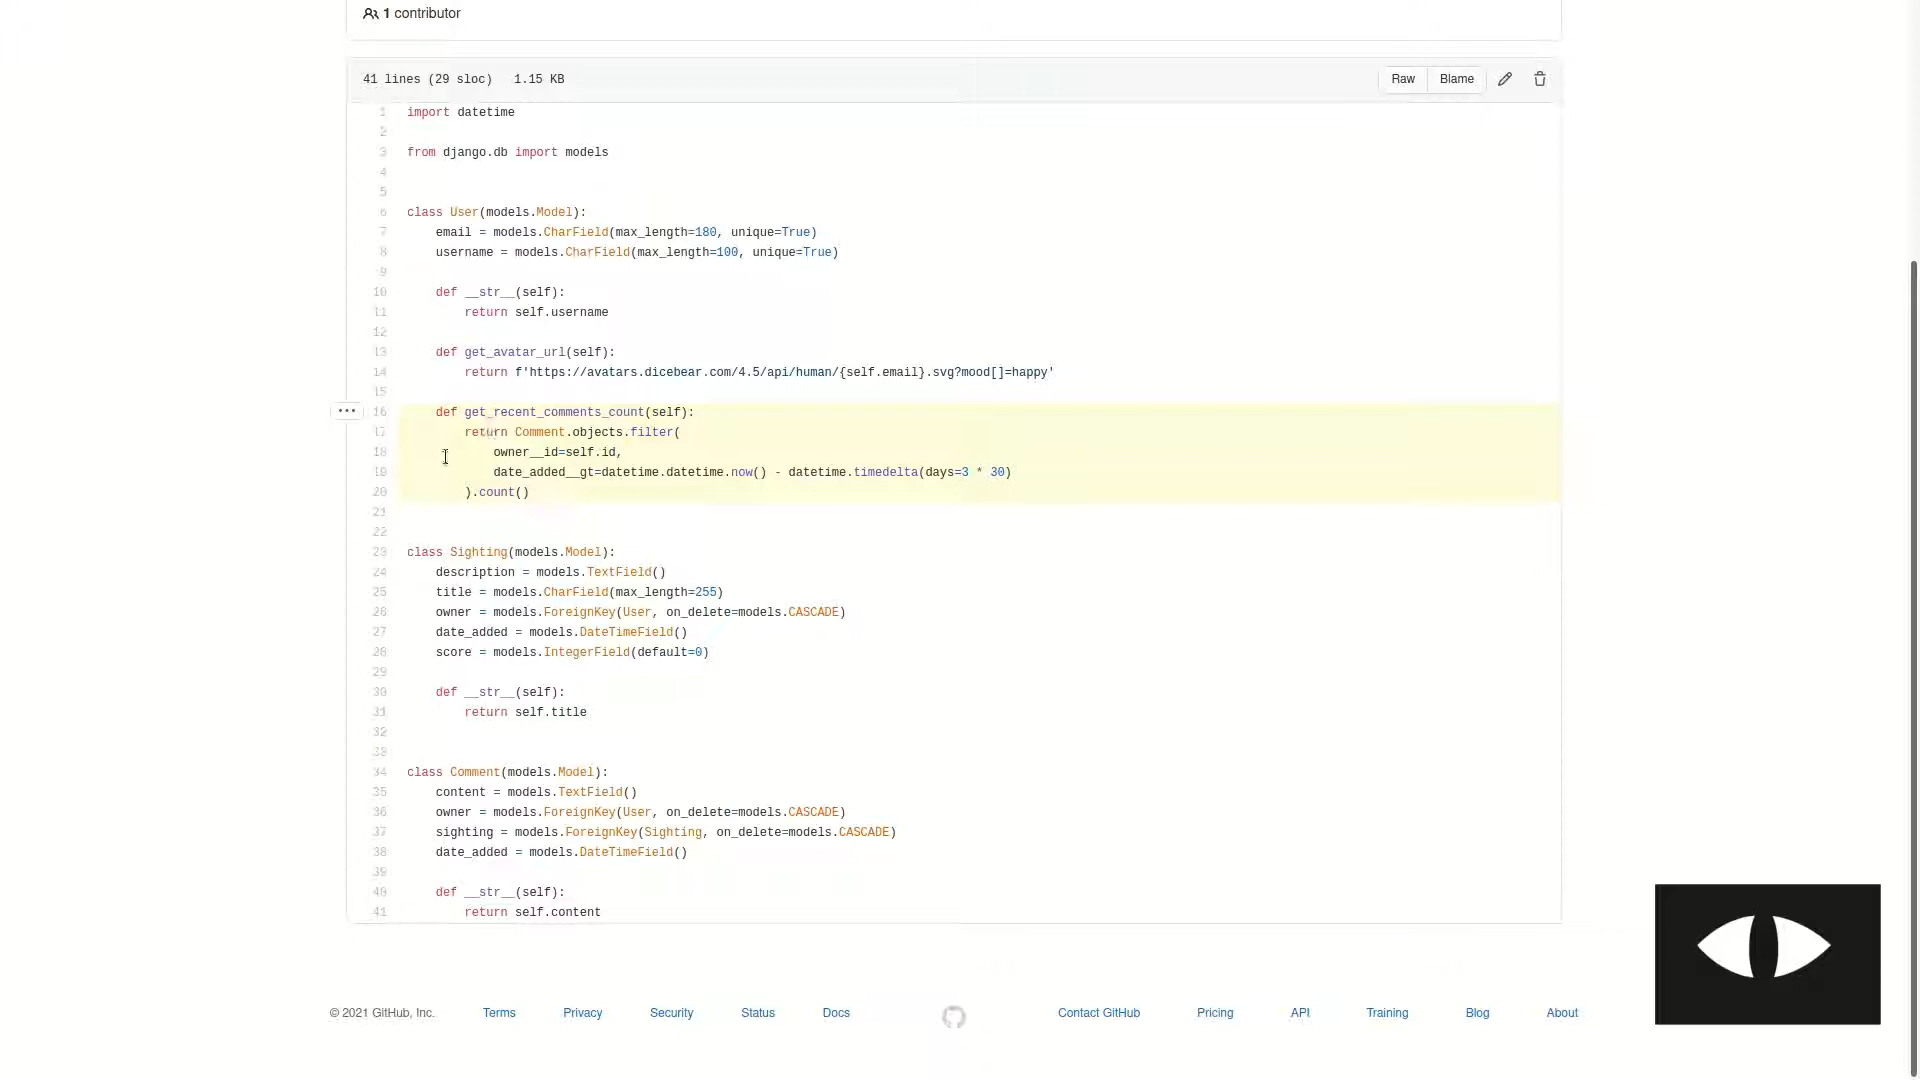 1 contributor
41 lines (29 sloc) 1.15 KB Raw Blame
1 import datetime
2
3 from django.db import models
4
5
6 class User(models.Model):
7 email = models.CharField(max_length=180, unique=True)
8 username = models.CharField(max_length=100, unique=True)
9
10 def __str__(self):
11 return self.username
12
13 def get_avatar_url(self):
14 return f'https://avatars.dicebear.com/4.5/api/human/{self.email}.svg?mood[]=happy'
15
16 def get_recent_comments_count(self):
17 return Comment.objects.filter(
18 owner__id=self.id,
19 date_added__gt=datetime.datetime.now() - datetime.timedelta(days=3 * 30)
20 ).count()
21
22
23 class Sighting(models.Model):
24 description = models.TextField()
25 title = models.CharField(max_length=255)
26 owner = models.ForeignKey(User, on_delete=models.CASCADE)
27 date_added = models.DateTimeField()
28 score = models.IntegerField(default=0)
29
30 def __str__(self):
31 return self.title
32
33
34 class Comment(models.Model):
35 content = models.TextField()
36 owner = models.ForeignKey(User, on_delete=models.CASCADE)
37 sighting = models.ForeignKey(Sighting, on_delete=models.CASCADE)
38 date_added = models.DateTimeField()
39
40 def __str__(self):
41 return self.content
© 2021 GitHub, Inc. Terms Privacy Security Status Docs Contact GitHub Pricing API Training Blog About